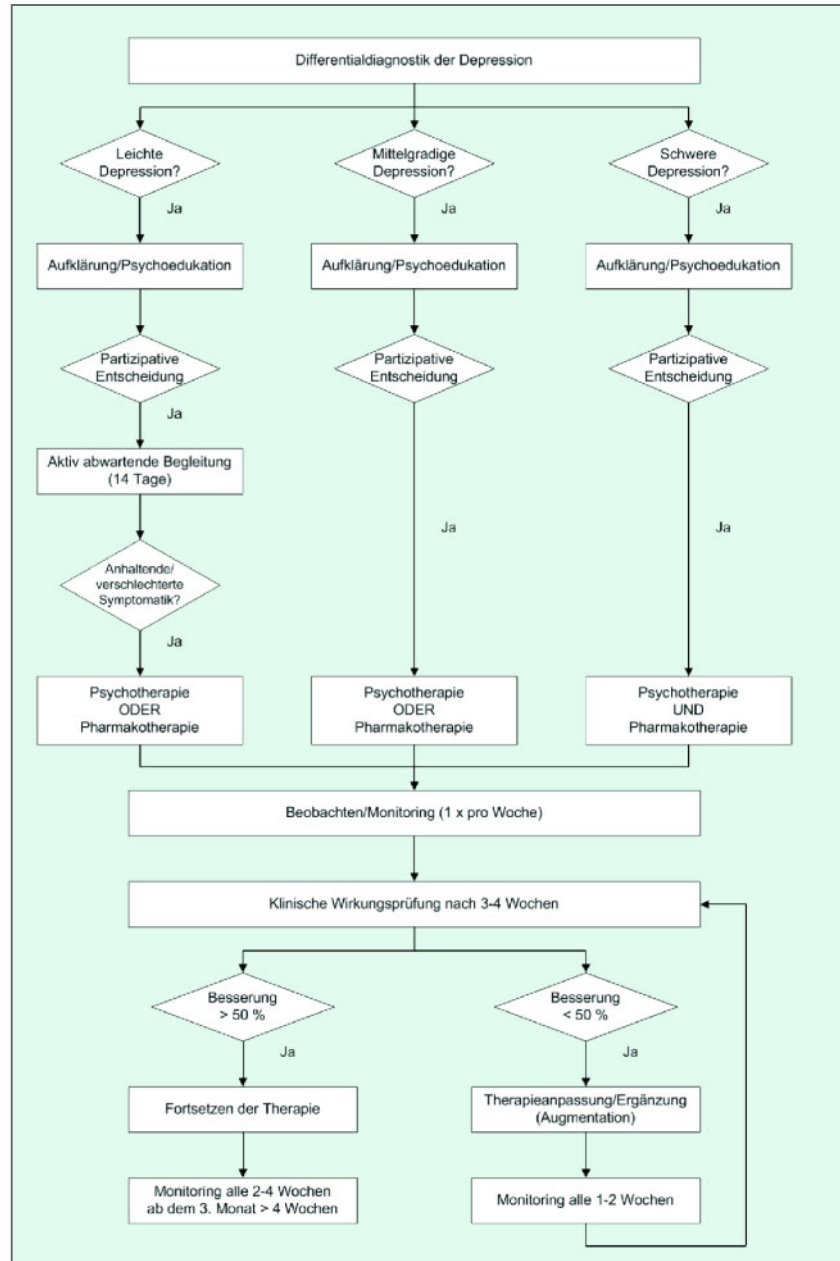 Differentialdiagnostik der Depression
Leichte
Depression?
Mittelgradige
Depression?
Schwere
Depression?
Ja
Ja
Ja
Aufklärung/Psychoedukation
Aufklärung/Psychoedukation
Aufklärung/Psychoedukation
Partizipative
Entscheidung
Partizipative
Entscheidung
Partizipative
Entscheidung
Ja
Aktiv abwartende Begleitung
(14 Tage)
Ja
Ja
Anhaltende/
verschlechterte
Symptomatik?
Ja
Psychotherapie
ODER
Pharmakotherapie
Psychotherapie
ODER
Pharmakotherapie
Psychotherapie
UND
Pharmakotherapie
Beobachten/Monitoring (1 x pro Woche)
Klinische Wirkungsprüfung nach 3-4 Wochen
Besserung
> 50 %
Besserung
< 50 %
Ja
Ja
Fortsetzen der Therapie
Therapieanpassung/Ergänzung
(Augmentation)
Monitoring alle 2-4 Wochen
ab dem 3. Monat > 4 Wochen
Monitoring alle 1-2 Wochen